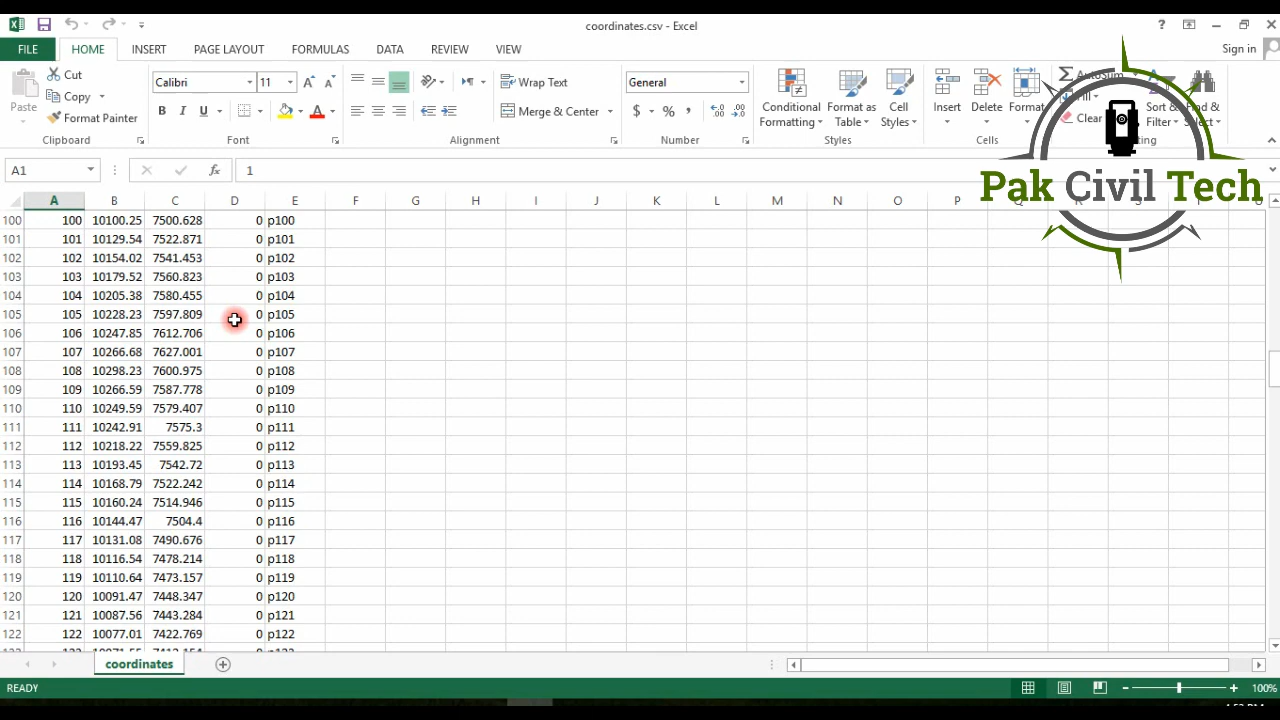 coordinates.csv - Excel
FILE HOME INSERT PAGE LAYOUT FORMULAS DATA REVIEW VIEW Sign in
Paste Cut Copy Format Painter Clipboard
Calibri 11 B I U Font
Wrap Text Merge & Center Alignment
General $ % , Number
Conditional Formatting Format as Table Cell Styles Styles
Insert Delete Format Cells
AutoSum Fill Clear Sort & Filter Find & Select
Pak Civil Tech
A1 fx 1
A B C D E F G H I J K L M N O P
100 100 10100.25 7500.628 0 p100
101 101 10129.54 7522.871 0 p101
102 102 10154.02 7541.453 0 p102
103 103 10179.52 7560.823 0 p103
104 104 10205.38 7580.455 0 p104
105 105 10228.23 7597.809 0 p105
106 106 10247.85 7612.706 0 p106
107 107 10266.68 7627.001 0 p107
108 108 10298.23 7600.975 0 p108
109 109 10266.59 7587.778 0 p109
110 110 10249.59 7579.407 0 p110
111 111 10242.91 7575.3 0 p111
112 112 10218.22 7559.825 0 p112
113 113 10193.45 7542.72 0 p113
114 114 10168.79 7522.242 0 p114
115 115 10160.24 7514.946 0 p115
116 116 10144.47 7504.4 0 p116
117 117 10131.08 7490.676 0 p117
118 118 10116.54 7478.214 0 p118
119 119 10110.64 7473.157 0 p119
120 120 10091.47 7448.347 0 p120
121 121 10087.56 7443.284 0 p121
122 122 10077.01 7422.769 0 p122
coordinates
READY 100%